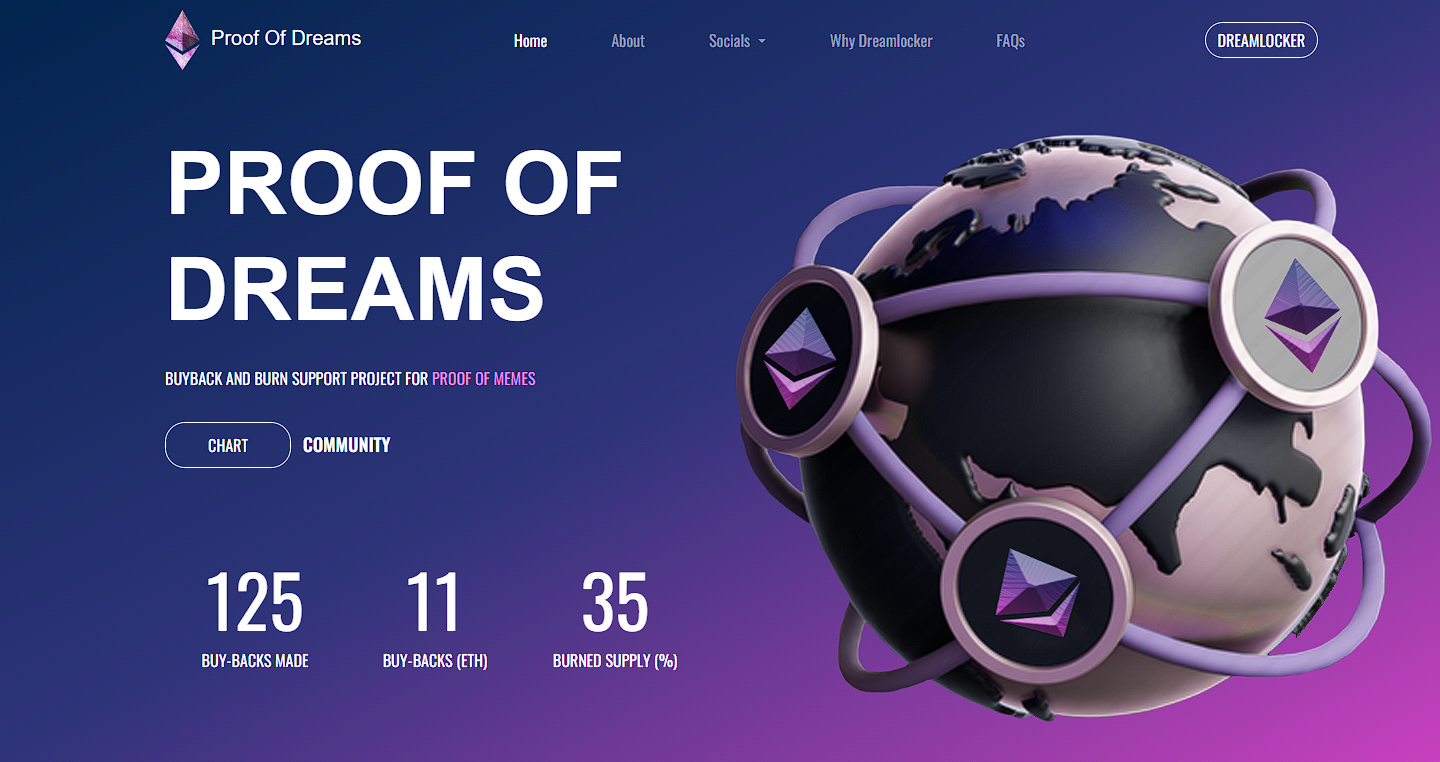 Proof Of Dreams
Home
About
Socials
Why Dreamlocker
FAQs
DREAMLOCKER
PROOF OF
DREAMS
BUYBACK AND BURN SUPPORT PROJECT FOR PROOF OF MEMES
CHART
COMMUNITY
125
BUY-BACKS MADE
11
BUY-BACKS (ETH)
35
BURNED SUPPLY (%)